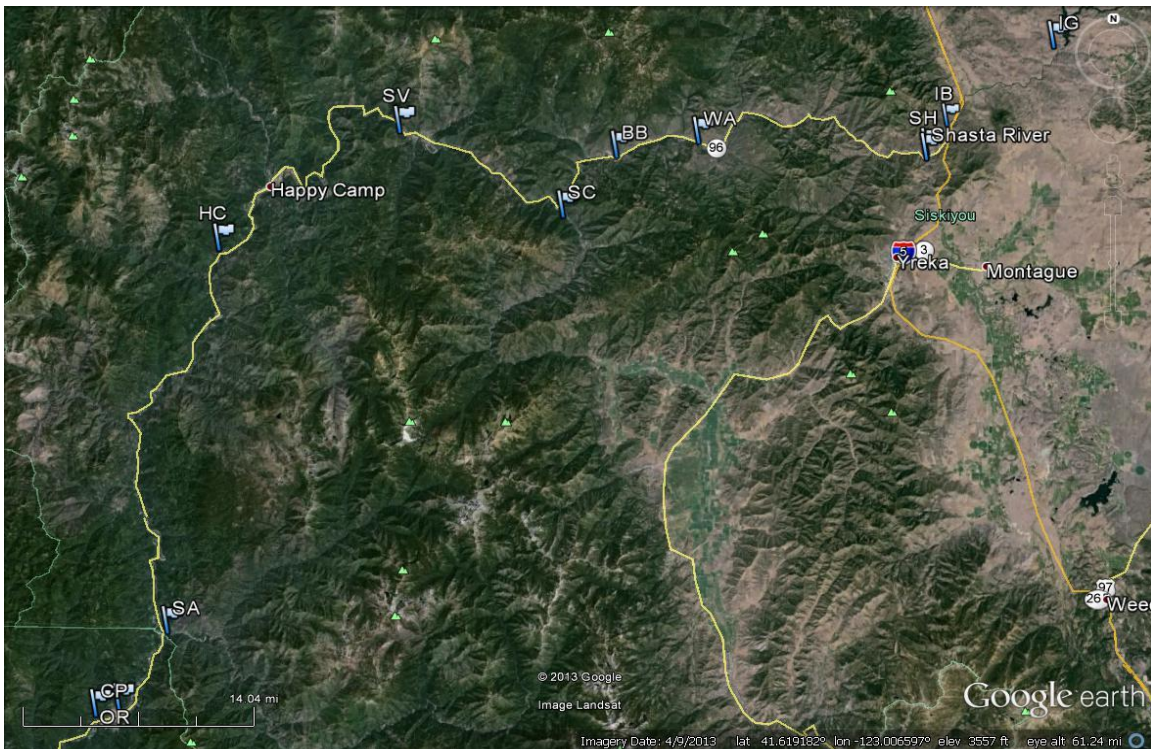 IG
N
SV
IB
BB
WA
SH
Shasta River
96
Happy Camp
SC
HC
Siskiyou
5
3
Yreka
Montague
97
26
Weed
SA
© 2013 Google
CP
14.04 mi
Image Landsat
OR
Google earth
Imagery Date: 4/9/2013 lat 41.619182° lon -123.006597° elev 3557 ft eye alt 61.24 mi